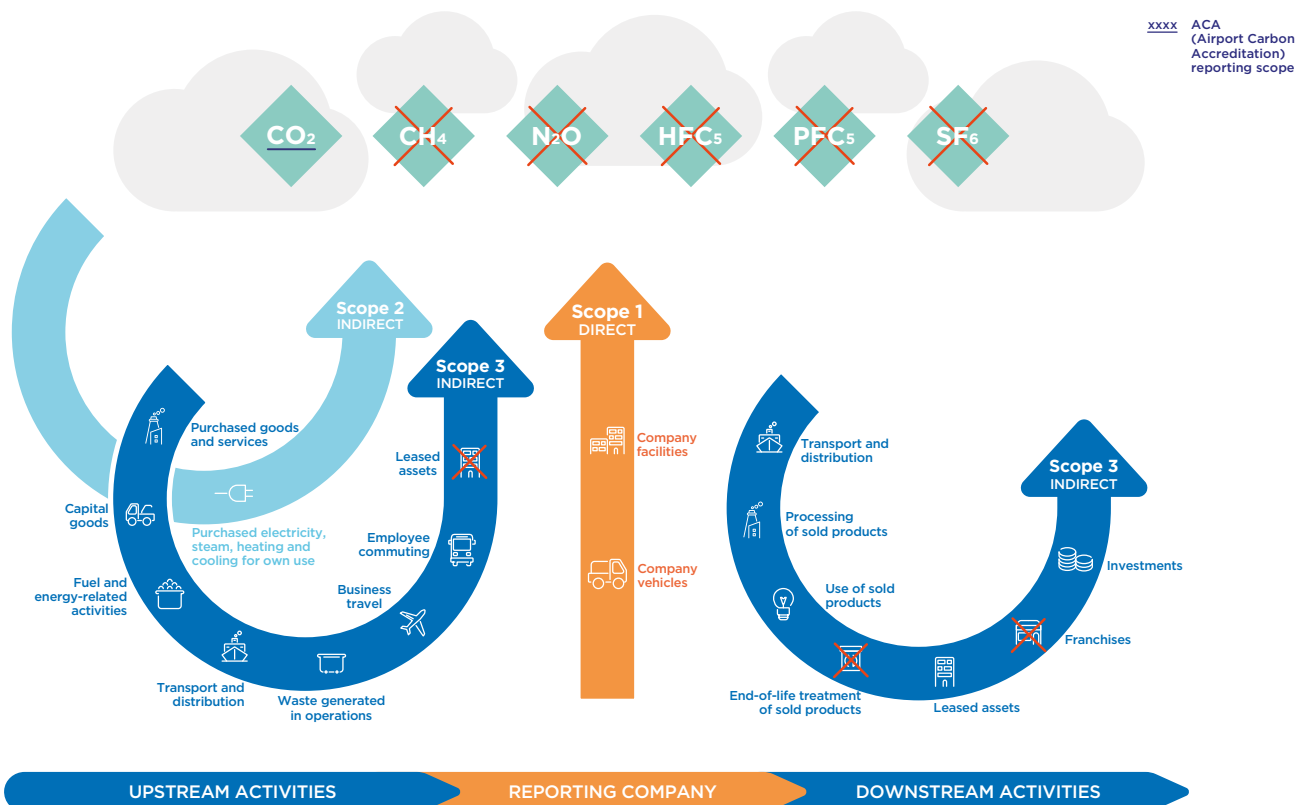 xxxx ACA
(Airport Carbon
Accreditation)
reporting scope
CO2
CH4
N2O
HFC5
PFC5
SF6
Scope 2
INDIRECT
Scope 3
INDIRECT
Scope 1
DIRECT
Purchased goods
and services
Capital
goods
Purchased electricity,
steam, heating and
cooling for own use
Fuel and
energy-related
activities
Transport and
distribution
Waste generated
in operations
Business
travel
Employee
commuting
Leased
assets
Company
facilities
Company
vehicles
Transport and
distribution
Processing
of sold products
Use of sold
products
End-of-life treatment
of sold products
Leased assets
Franchises
Investments
Scope 3
INDIRECT
UPSTREAM ACTIVITIES
REPORTING COMPANY
DOWNSTREAM ACTIVITIES